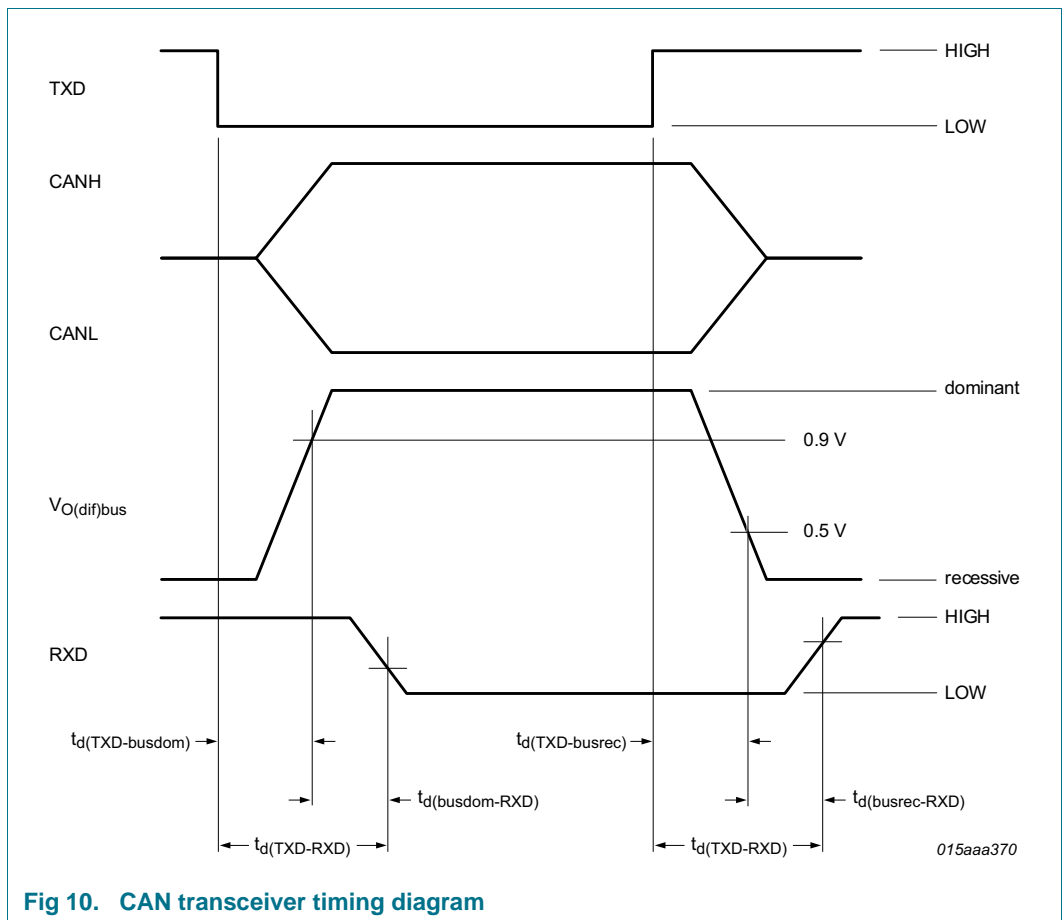 TXD
HIGH
LOW
CANH
CANL
dominant
0.9 V
VO(dif)bus
0.5 V
recessive
HIGH
RXD
LOW
td(TXD-busdom)
td(TXD-busrec)
td(busdom-RXD)
td(busrec-RXD)
td(TXD-RXD)
td(TXD-RXD)
015aaa370
Fig 10. CAN transceiver timing diagram